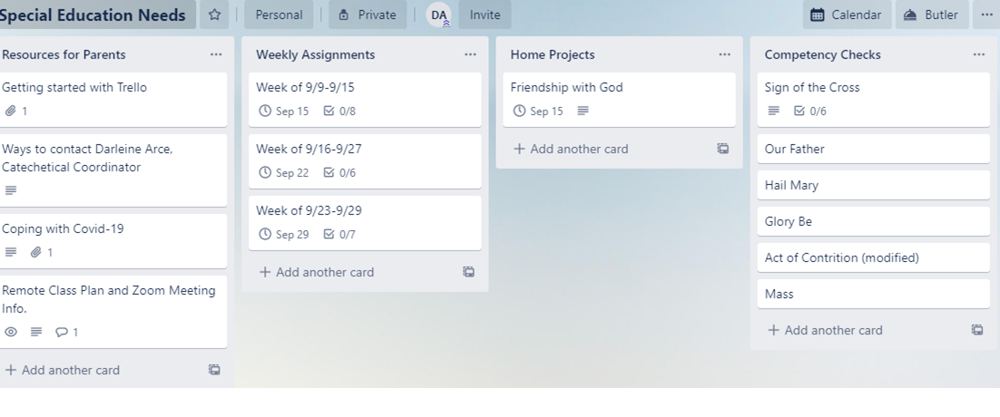 Special Education Needs
Personal
Private
DA
Invite
Calendar
Butler
Resources for Parents
Getting started with Trello
1
Ways to contact Darleine Arce,
Catechetical Coordinator
Coping with Covid-19
1
Remote Class Plan and Zoom Meeting
Info.
1
+ Add another card
Weekly Assignments
Week of 9/9-9/15
Sep 15 0/8
Week of 9/16-9/27
Sep 22 0/6
Week of 9/23-9/29
Sep 29 0/7
+ Add another card
Home Projects
Friendship with God
Sep 15
+ Add another card
Competency Checks
Sign of the Cross
0/6
Our Father
Hail Mary
Glory Be
Act of Contrition (modified)
Mass
+ Add another card